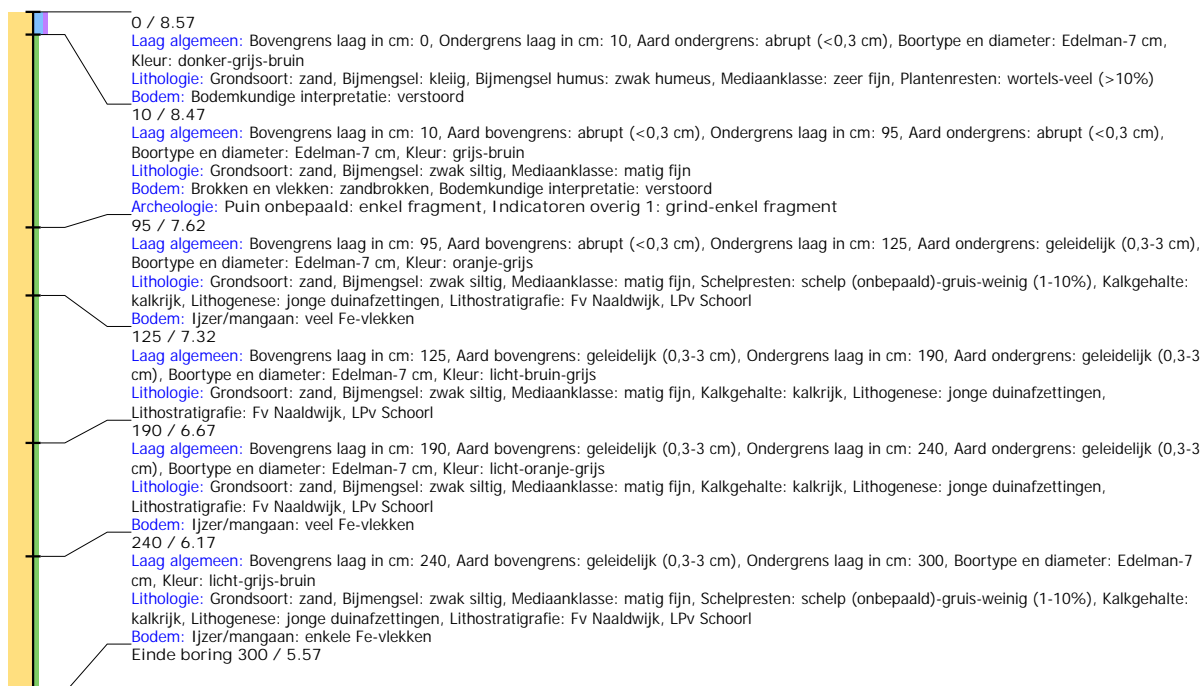 0 / 8.57
Laag algemeen: Bovengrens laag in cm: 0, Ondergrens laag in cm: 10, Aard ondergrens: abrupt (<0,3 cm), Boortype en diameter: Edelman-7 cm,
Kleur: donker-grijs-bruin
Lithologie: Grondsoort: zand, Bijmengsel: kleiig, Bijmengsel humus: zwak humeus, Mediaanklasse: zeer fijn, Plantenresten: wortels-veel (>10%)
Bodem: Bodemkundige interpretatie: verstoord
10 / 8.47
Laag algemeen: Bovengrens laag in cm: 10, Aard bovengrens: abrupt (<0,3 cm), Ondergrens laag in cm: 95, Aard ondergrens: abrupt (<0,3 cm),
Boortype en diameter: Edelman-7 cm, Kleur: grijs-bruin
Lithologie: Grondsoort: zand, Bijmengsel: zwak siltig, Mediaanklasse: matig fijn
Bodem: Brokken en vlekken: zandbrokken, Bodemkundige interpretatie: verstoord
Archeologie: Puin onbepaald: enkel fragment, Indicatoren overig 1: grind-enkel fragment
95 / 7.62
Laag algemeen: Bovengrens laag in cm: 95, Aard bovengrens: abrupt (<0,3 cm), Ondergrens laag in cm: 125, Aard ondergrens: geleidelijk (0,3-3 cm),
Boortype en diameter: Edelman-7 cm, Kleur: oranje-grijs
Lithologie: Grondsoort: zand, Bijmengsel: zwak siltig, Mediaanklasse: matig fijn, Schelpresten: schelp (onbepaald)-gruis-weinig (1-10%), Kalkgehalte:
kalkrijk, Lithogenese: jonge duinafzettingen, Lithostratigrafie: Fv Naaldwijk, LPv Schoorl
Bodem: Ijzer/mangaan: veel Fe-vlekken
125 / 7.32
Laag algemeen: Bovengrens laag in cm: 125, Aard bovengrens: geleidelijk (0,3-3 cm), Ondergrens laag in cm: 190, Aard ondergrens: geleidelijk (0,3-3
cm), Boortype en diameter: Edelman-7 cm, Kleur: licht-bruin-grijs
Lithologie: Grondsoort: zand, Bijmengsel: zwak siltig, Mediaanklasse: matig fijn, Kalkgehalte: kalkrijk, Lithogenese: jonge duinafzettingen,
Lithostratigrafie: Fv Naaldwijk, LPv Schoorl
190 / 6.67
Laag algemeen: Bovengrens laag in cm: 190, Aard bovengrens: geleidelijk (0,3-3 cm), Ondergrens laag in cm: 240, Aard ondergrens: geleidelijk (0,3-3
cm), Boortype en diameter: Edelman-7 cm, Kleur: licht-oranje-grijs
Lithologie: Grondsoort: zand, Bijmengsel: zwak siltig, Mediaanklasse: matig fijn, Kalkgehalte: kalkrijk, Lithogenese: jonge duinafzettingen,
Lithostratigrafie: Fv Naaldwijk, LPv Schoorl
Bodem: Ijzer/mangaan: veel Fe-vlekken
240 / 6.17
Laag algemeen: Bovengrens laag in cm: 240, Aard bovengrens: geleidelijk (0,3-3 cm), Ondergrens laag in cm: 300, Boortype en diameter: Edelman-7
cm, Kleur: licht-grijs-bruin
Lithologie: Grondsoort: zand, Bijmengsel: zwak siltig, Mediaanklasse: matig fijn, Schelpresten: schelp (onbepaald)-gruis-weinig (1-10%), Kalkgehalte:
kalkrijk, Lithogenese: jonge duinafzettingen, Lithostratigrafie: Fv Naaldwijk, LPv Schoorl
Bodem: Ijzer/mangaan: enkele Fe-vlekken
Einde boring 300 / 5.57